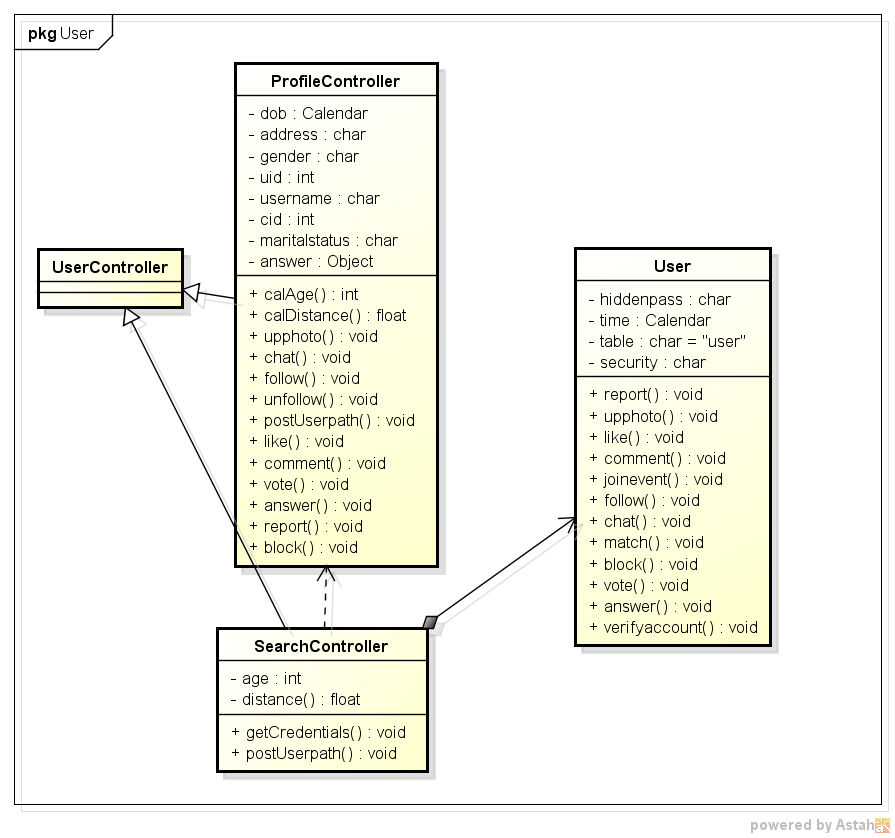 pkg User
ProfileController
- dob : Calendar
- address : char
- gender : char
- uid : int
- username : char
- cid : int
- maritalstatus : char
- answer : Object
+ calAge() : int
+ calDistance() : float
+ upphoto() : void
+ chat() : void
+ follow() : void
+ unfollow() : void
+ postUserpath() : void
+ like() : void
+ comment() : void
+ vote() : void
+ answer() : void
+ report() : void
+ block() : void
UserController
User
- hiddenpass : char
- time : Calendar
- table : char = "user"
- security : char
+ report() : void
+ upphoto() : void
+ like() : void
+ comment() : void
+ joinevent() : void
+ follow() : void
+ chat() : void
+ match() : void
+ block() : void
+ vote() : void
+ answer() : void
+ verifyaccount() : void
SearchController
- age : int
- distance() : float
+ getCredentials() : void
+ postUserpath() : void
powered by Astah